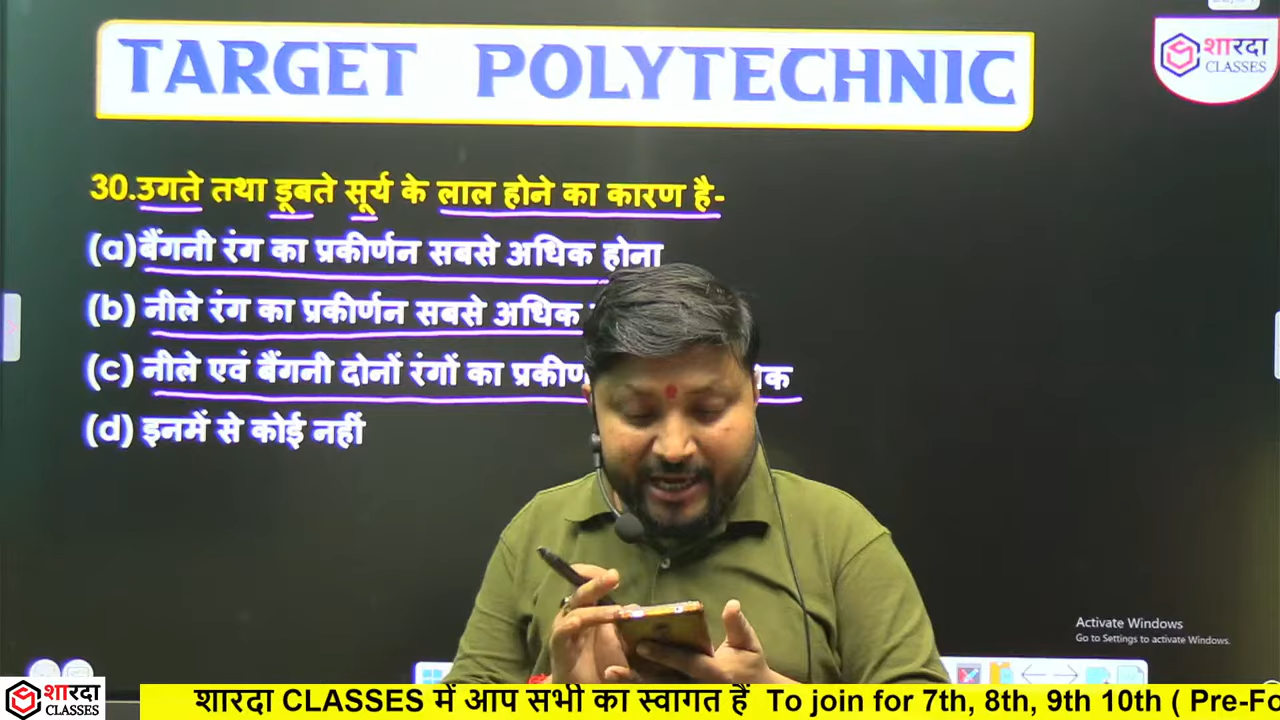 TARGET POLYTECHNIC
शारदा
CLASSES
30.उगते तथा डूबते सूर्य के लाल होने का कारण है-
(a)बैंगनी रंग का प्रकीर्णन सबसे अधिक होना
(b) नीले रंग का प्रकीर्णन सबसे अधिक
(c) नीले एवं बैंगनी दोनों रंगों का
(d) इनमें से कोई नहीं
Activate Windows
Go to Settings to activate Windows.
शारदा
CLASSES
शारदा CLASSES में आप सभी का स्वागत हैं To join for 7th, 8th, 9th 10th ( Pre-Fo